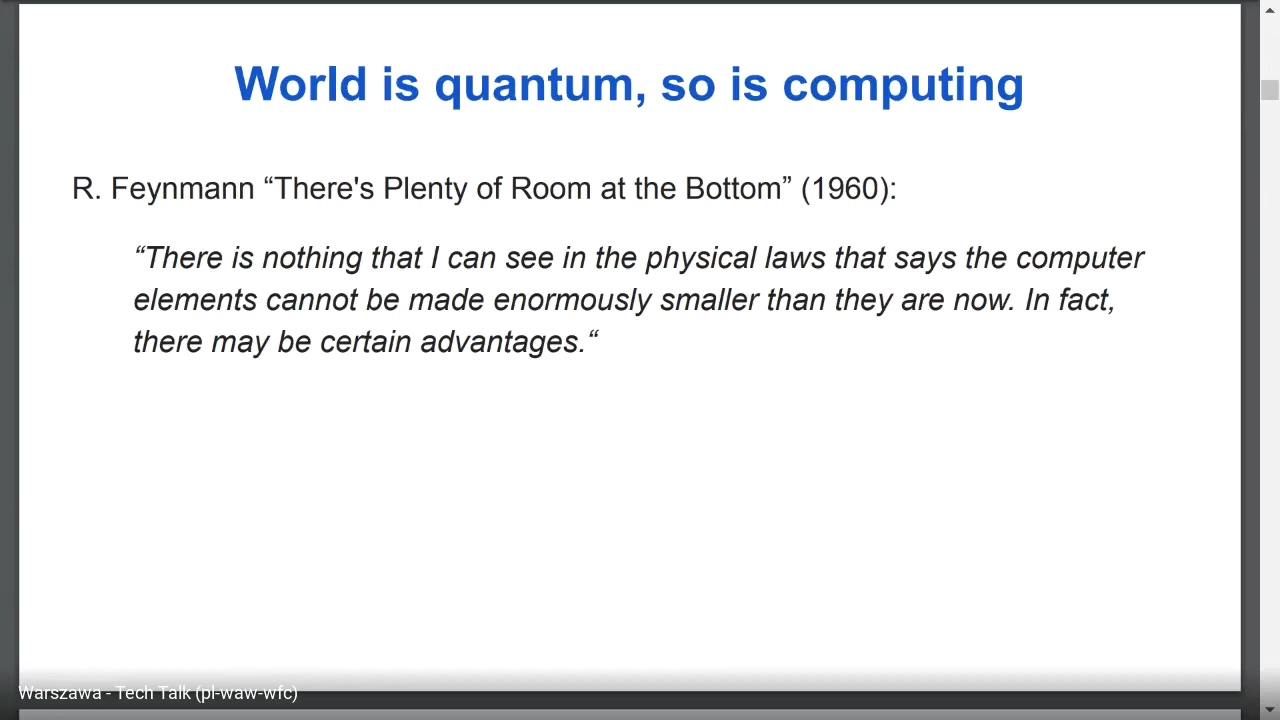 World is quantum, so is computing
R. Feynmann “There's Plenty of Room at the Bottom” (1960):
“There is nothing that I can see in the physical laws that says the computer
elements cannot be made enormously smaller than they are now. In fact,
there may be certain advantages.“
Warszawa - Tech Talk (pl-waw-wfc)